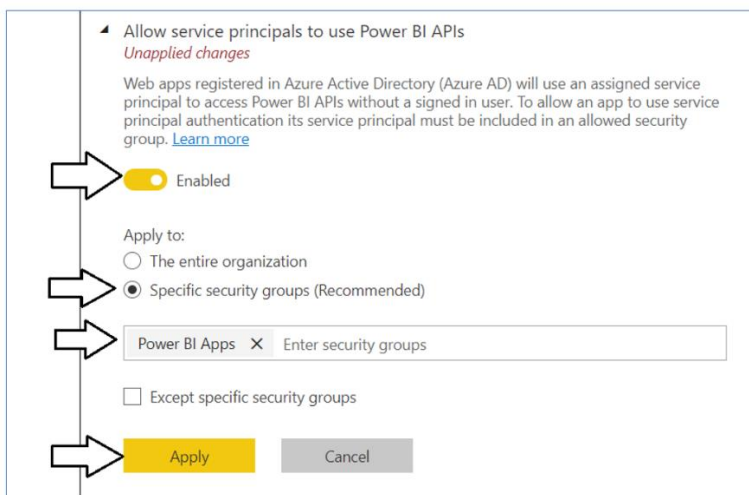 Allow service principals to use Power BI APIs
Unapplied changes
Web apps registered in Azure Active Directory (Azure AD) will use an assigned service
principal to access Power BI APIs without a signed in user. To allow an app to use service
principal authentication its service principal must be included in an allowed security
group. Learn more
Enabled
Apply to:
The entire organization
Specific security groups (Recommended)
Power BI Apps X Enter security groups
Except specific security groups
Apply Cancel